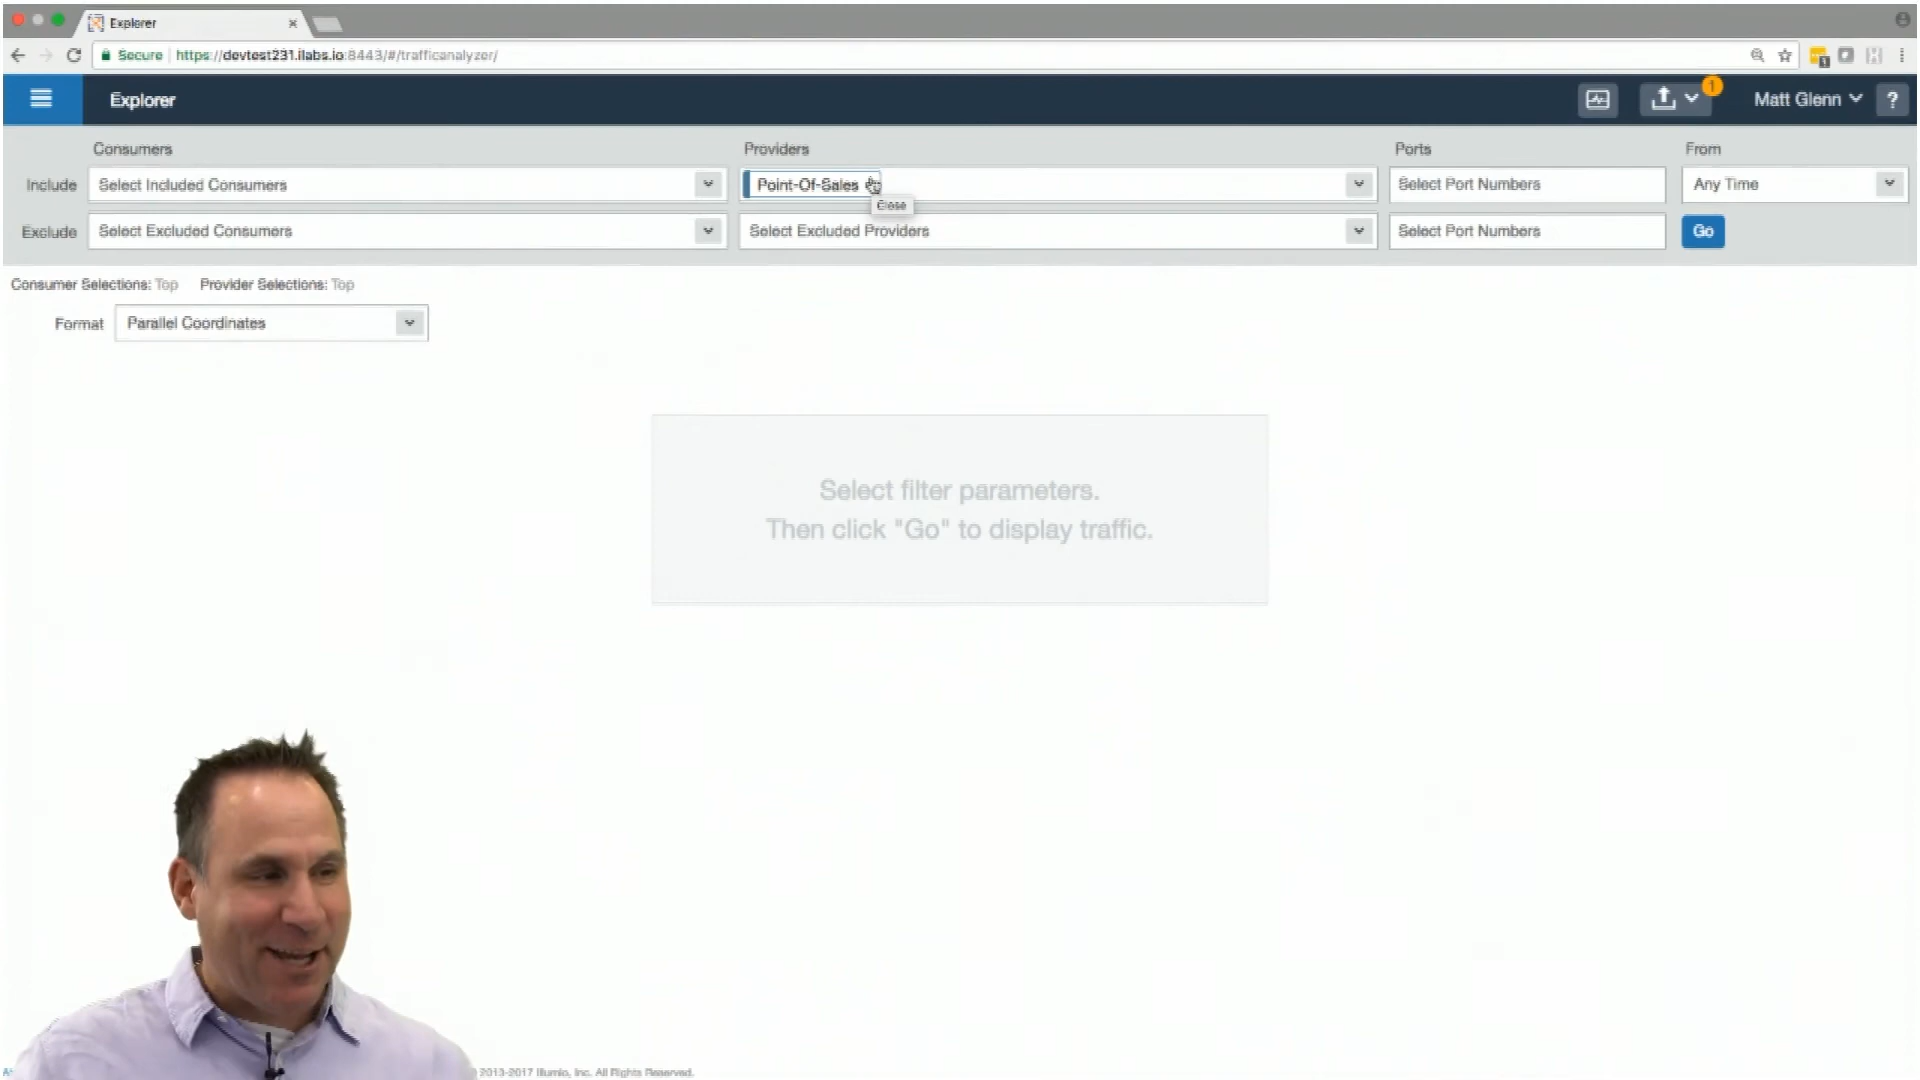 Explorer
Secure https://devtest231.ilabs.io:8443/#/trafficanalyzer/
1
Explorer
1
Matt Glenn
?
Consumers Providers Ports From
Include Select Included Consumers Point-Of-Sales Select Port Numbers Any Time
Close
Exclude Select Excluded Consumers Select Excluded Providers Select Port Numbers Go
Consumer Selections: Top Provider Selections: Top
Format Parallel Coordinates
Select filter parameters.
Then click "Go" to display traffic.
2013-2017 Illumio, Inc. All Rights Reserved.